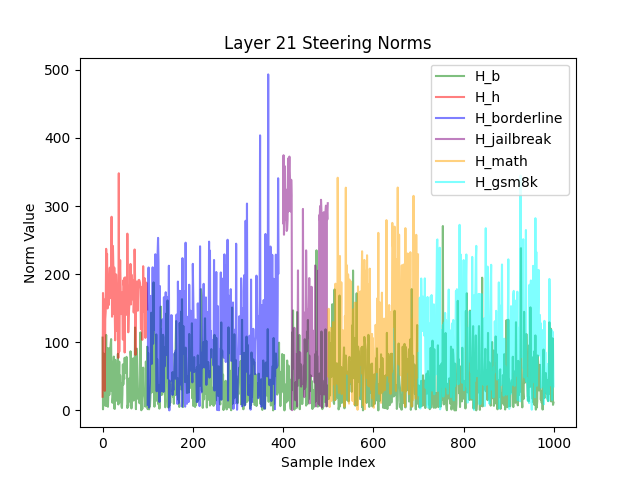 Layer 21 Steering Norms
500
400
300
200
100
0
Norm Value
H_b
H_h
H_borderline
H_jailbreak
H_math
H_gsm8k
0 200 400 600 800 1000
Sample Index